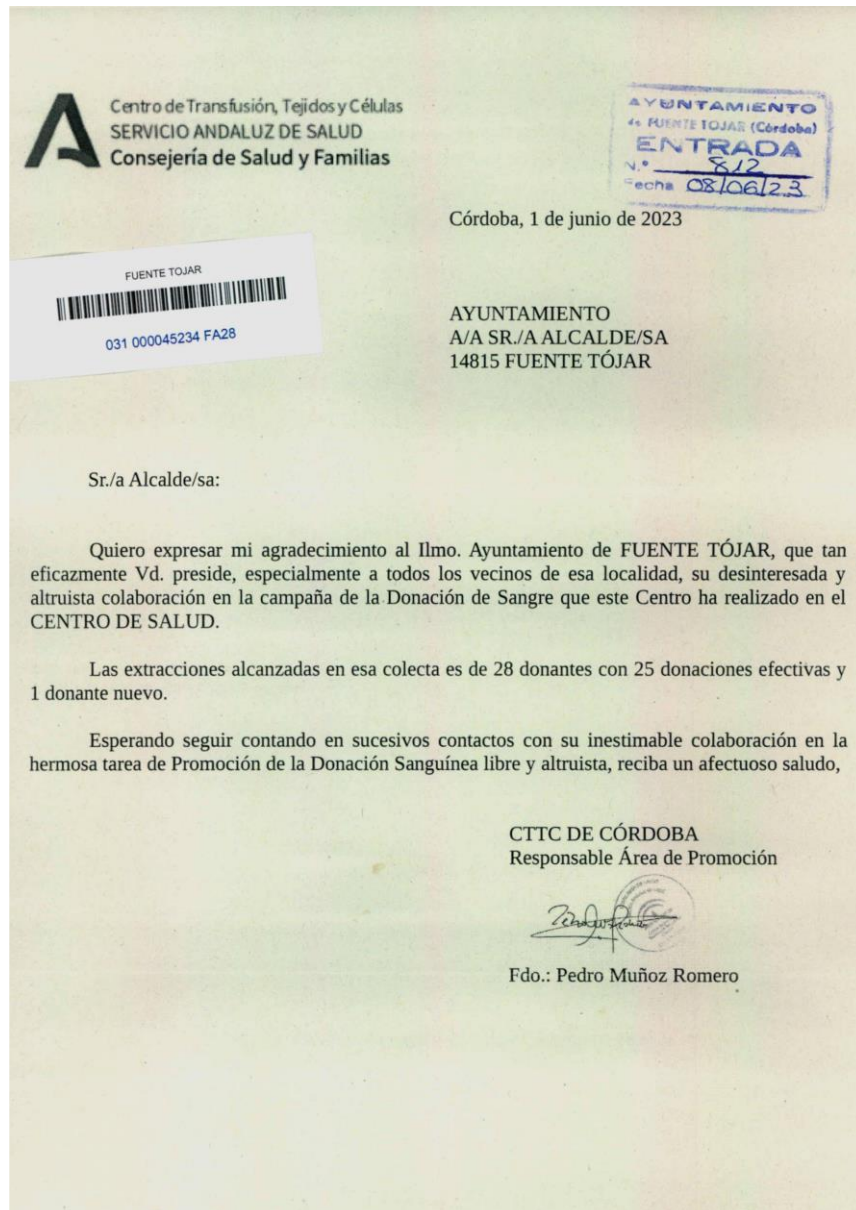 Centro de Transfusión, Tejidos y Células
SERVICIO ANDALUZ DE SALUD
Consejería de Salud y Familias
AYUNTAMIENTO
de FUENTE TOJAR (Córdoba)
ENTRADA
N.º 812
Fecha 08/06/23
Córdoba, 1 de junio de 2023
FUENTE TOJAR
031 000045234 FA28
AYUNTAMIENTO
A/A SR./A ALCALDE/SA
14815 FUENTE TÓJAR
Sr./a Alcalde/sa:
Quiero expresar mi agradecimiento al Ilmo. Ayuntamiento de FUENTE TÓJAR, que tan
eficazmente Vd. preside, especialmente a todos los vecinos de esa localidad, su desinteresada y
altruista colaboración en la campaña de la Donación de Sangre que este Centro ha realizado en el
CENTRO DE SALUD.
Las extracciones alcanzadas en esa colecta es de 28 donantes con 25 donaciones efectivas y
1 donante nuevo.
Esperando seguir contando en sucesivos contactos con su inestimable colaboración en la
hermosa tarea de Promoción de la Donación Sanguínea libre y altruista, reciba un afectuoso saludo,
CTTC DE CÓRDOBA
Responsable Área de Promoción
Fdo.: Pedro Muñoz Romero